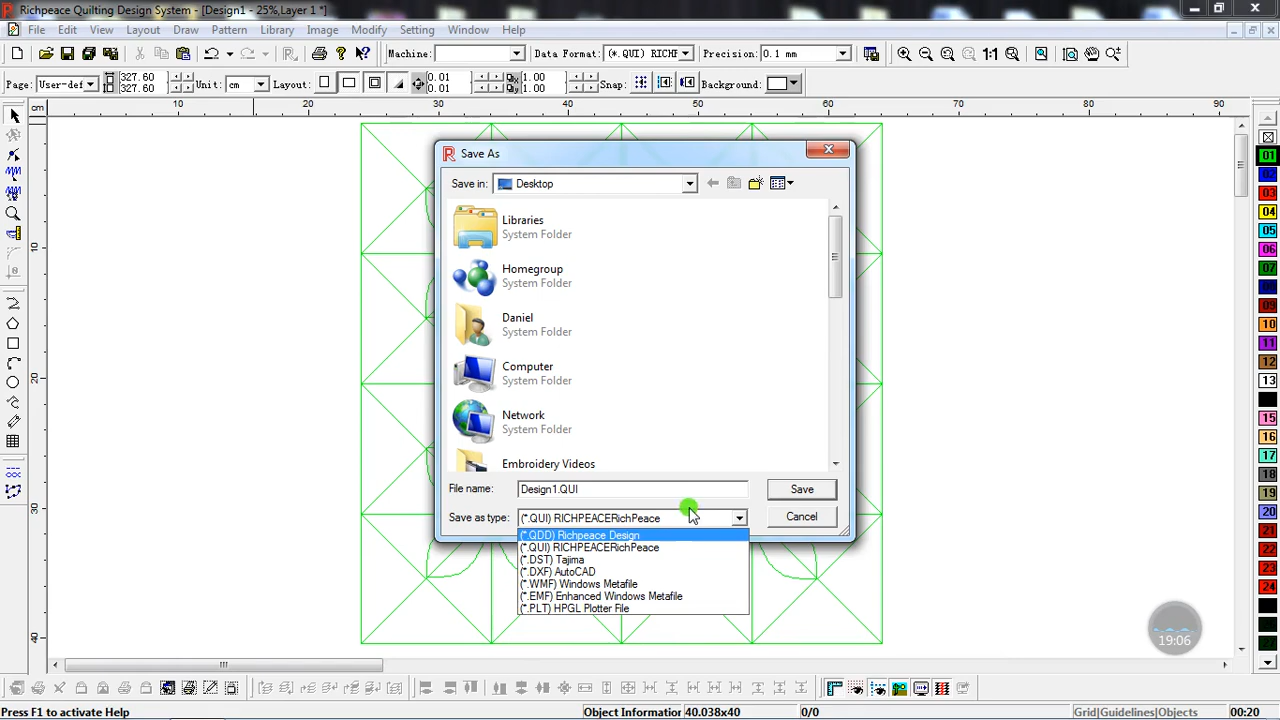 Richpeace Quilting Design System - [Design1 - 25%,Layer 1 *]
File Edit View Layout Draw Pattern Library Image Modify Setting Window Help
Machine: Data Format: (*.QUI) RICHF Precision: 0.1 mm 1:1
Page: User-def 327.60 327.60 Unit: cm Layout: 0.01 0.01 1.00 1.00 Snap: Background:
cm 10 20 30 40 50 60 70 80 90
10
20
30
40
Save As
Save in: Desktop
Libraries
System Folder
Homegroup
System Folder
Daniel
System Folder
Computer
System Folder
Network
System Folder
Embroidery Videos
File name: Design1.QUI Save
Save as type: (*.QUI) RICHPEACERichPeace Cancel
(*.QDD) Richpeace Design
(*.QUI) RICHPEACERichPeace
(*.DST) Tajima
(*.DXF) AutoCAD
(*.WMF) Windows Metafile
(*.EMF) Enhanced Windows Metafile
(*.PLT) HPGL Plotter File
01
02
03
04
05
06
07
08
09
10
11
12
13
15
16
17
18
19
20
21
22
23
19:06
Press F1 to activate Help Object Information 40.038x40 0/0 Grid|Guidelines|Objects 00:20